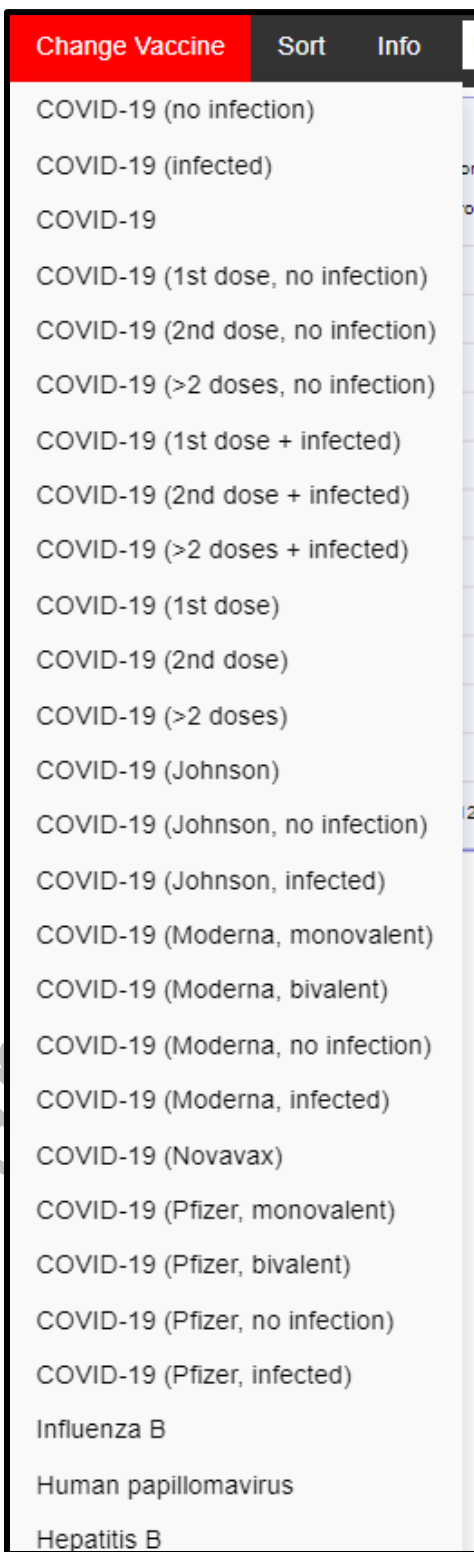 Change Vaccine Sort Info
COVID-19 (no infection)
COVID-19 (infected)
COVID-19
COVID-19 (1st dose, no infection)
COVID-19 (2nd dose, no infection)
COVID-19 (>2 doses, no infection)
COVID-19 (1st dose + infected)
COVID-19 (2nd dose + infected)
COVID-19 (>2 doses + infected)
COVID-19 (1st dose)
COVID-19 (2nd dose)
COVID-19 (>2 doses)
COVID-19 (Johnson)
COVID-19 (Johnson, no infection)
COVID-19 (Johnson, infected)
COVID-19 (Moderna, monovalent)
COVID-19 (Moderna, bivalent)
COVID-19 (Moderna, no infection)
COVID-19 (Moderna, infected)
COVID-19 (Novavax)
COVID-19 (Pfizer, monovalent)
COVID-19 (Pfizer, bivalent)
COVID-19 (Pfizer, no infection)
COVID-19 (Pfizer, infected)
Influenza B
Human papillomavirus
Hepatitis B